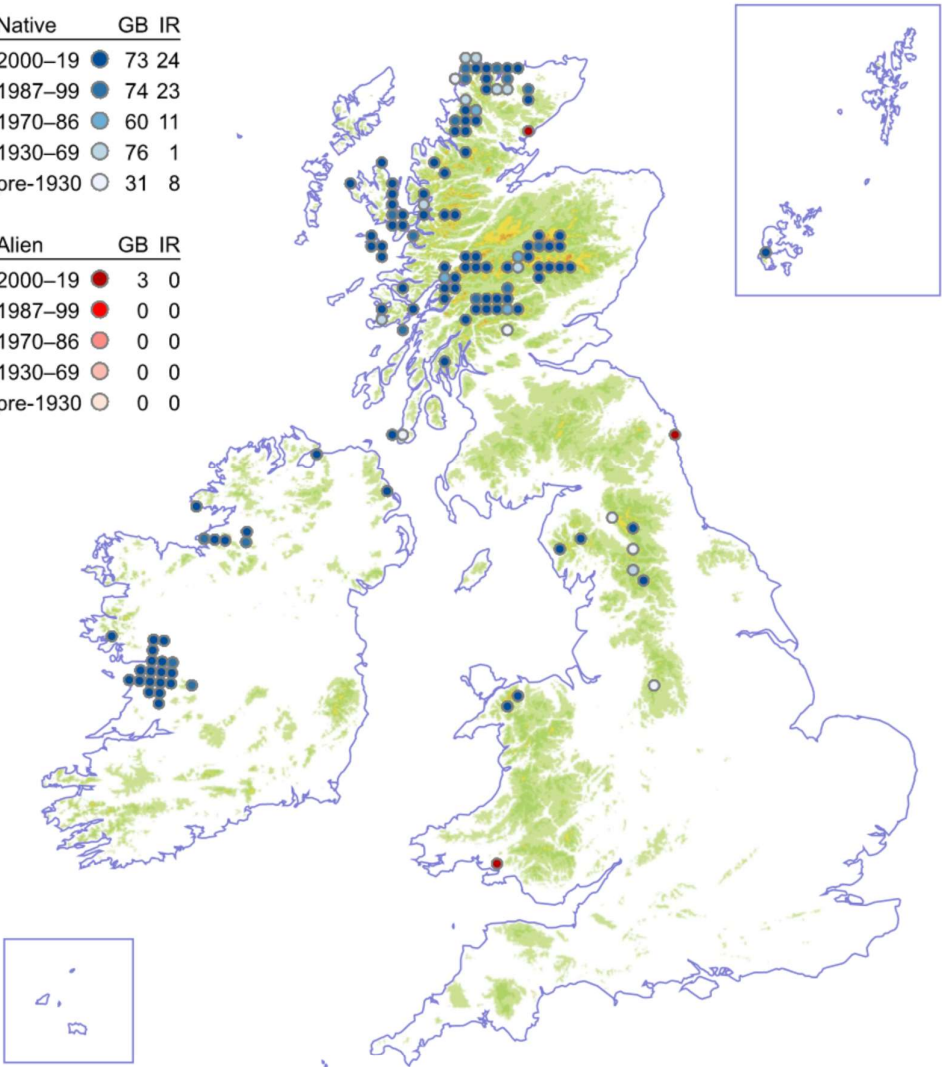 Native GB IR
2000–19 73 24
1987–99 74 23
1970–86 60 11
1930–69 76 1
pre-1930 31 8
Alien GB IR
2000–19 3 0
1987–99 0 0
1970–86 0 0
1930–69 0 0
pre-1930 0 0